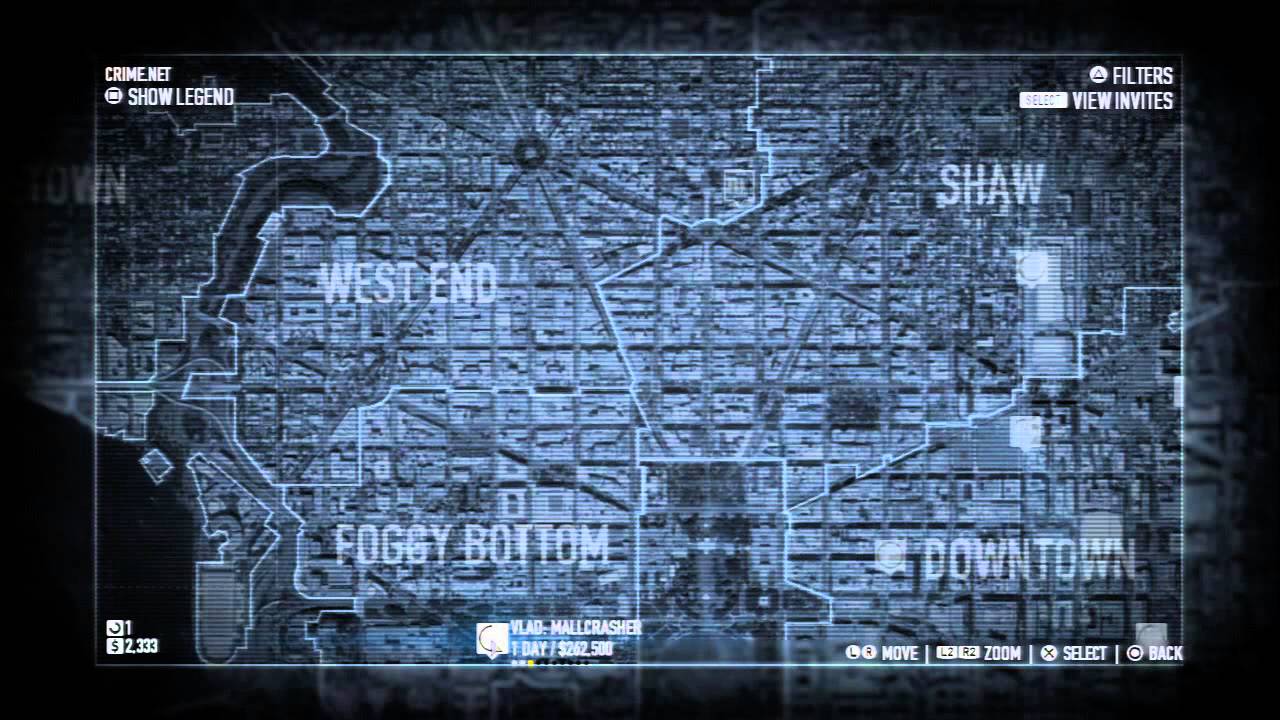 CRIME.NET
SHOW LEGEND
FILTERS
SELECT VIEW INVITES
TOWN
SHAW
WEST END
FOGGY BOTTOM
DOWNTOWN
1
$ 2,333
VLAD: MALLCRASHER
1 DAY / $262,500
L R MOVE | L2 R2 ZOOM | SELECT | BACK